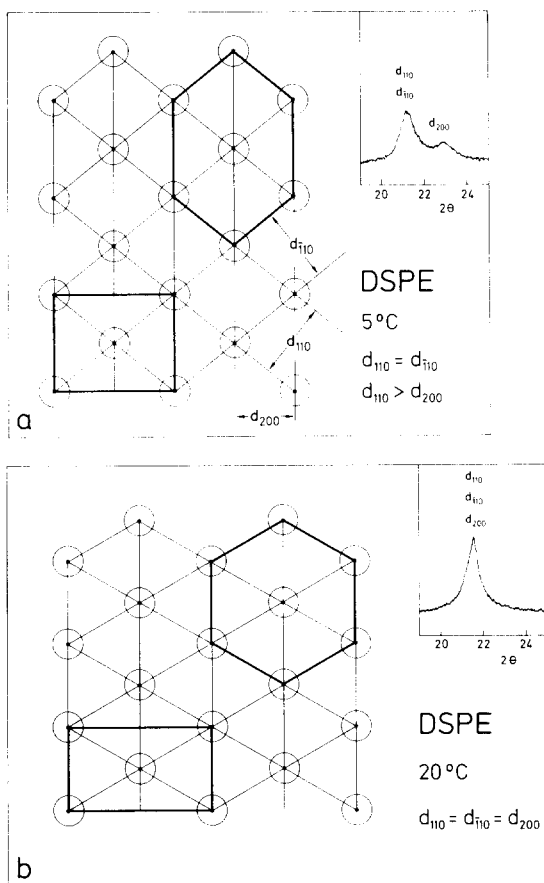 d₁₁₀
d₁̄₁₀
d₂₀₀
21 22 24
2θ
d₁̄₁₀
DSPE
5°C
d₁₁₀
d₁₁₀ = d₁̄₁₀
d₁₁₀ > d₂₀₀
d₂₀₀
a
d₁₁₀
d₁̄₁₀
d₂₀₀
20 22 24
2θ
DSPE
20°C
d₁₁₀ = d₁̄₁₀ = d₂₀₀
b